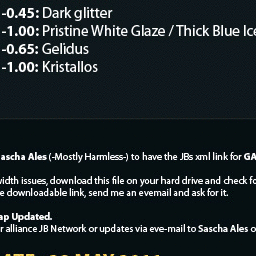 -0.45: Dark glitter
-1.00: Pristine White Glaze / Thick Blue Ice
-0.65: Gelidus
-1.00: Kristallos
ascha Ales (-Mostly Harmless-) to have the JBs xml link for GA
width issues, download this file on your hard drive and check fo
e downloadable link, send me an evemail and ask for it.
ap Updated.
r alliance JB Network or updates via eve-mail to Sascha Ales o
MAY